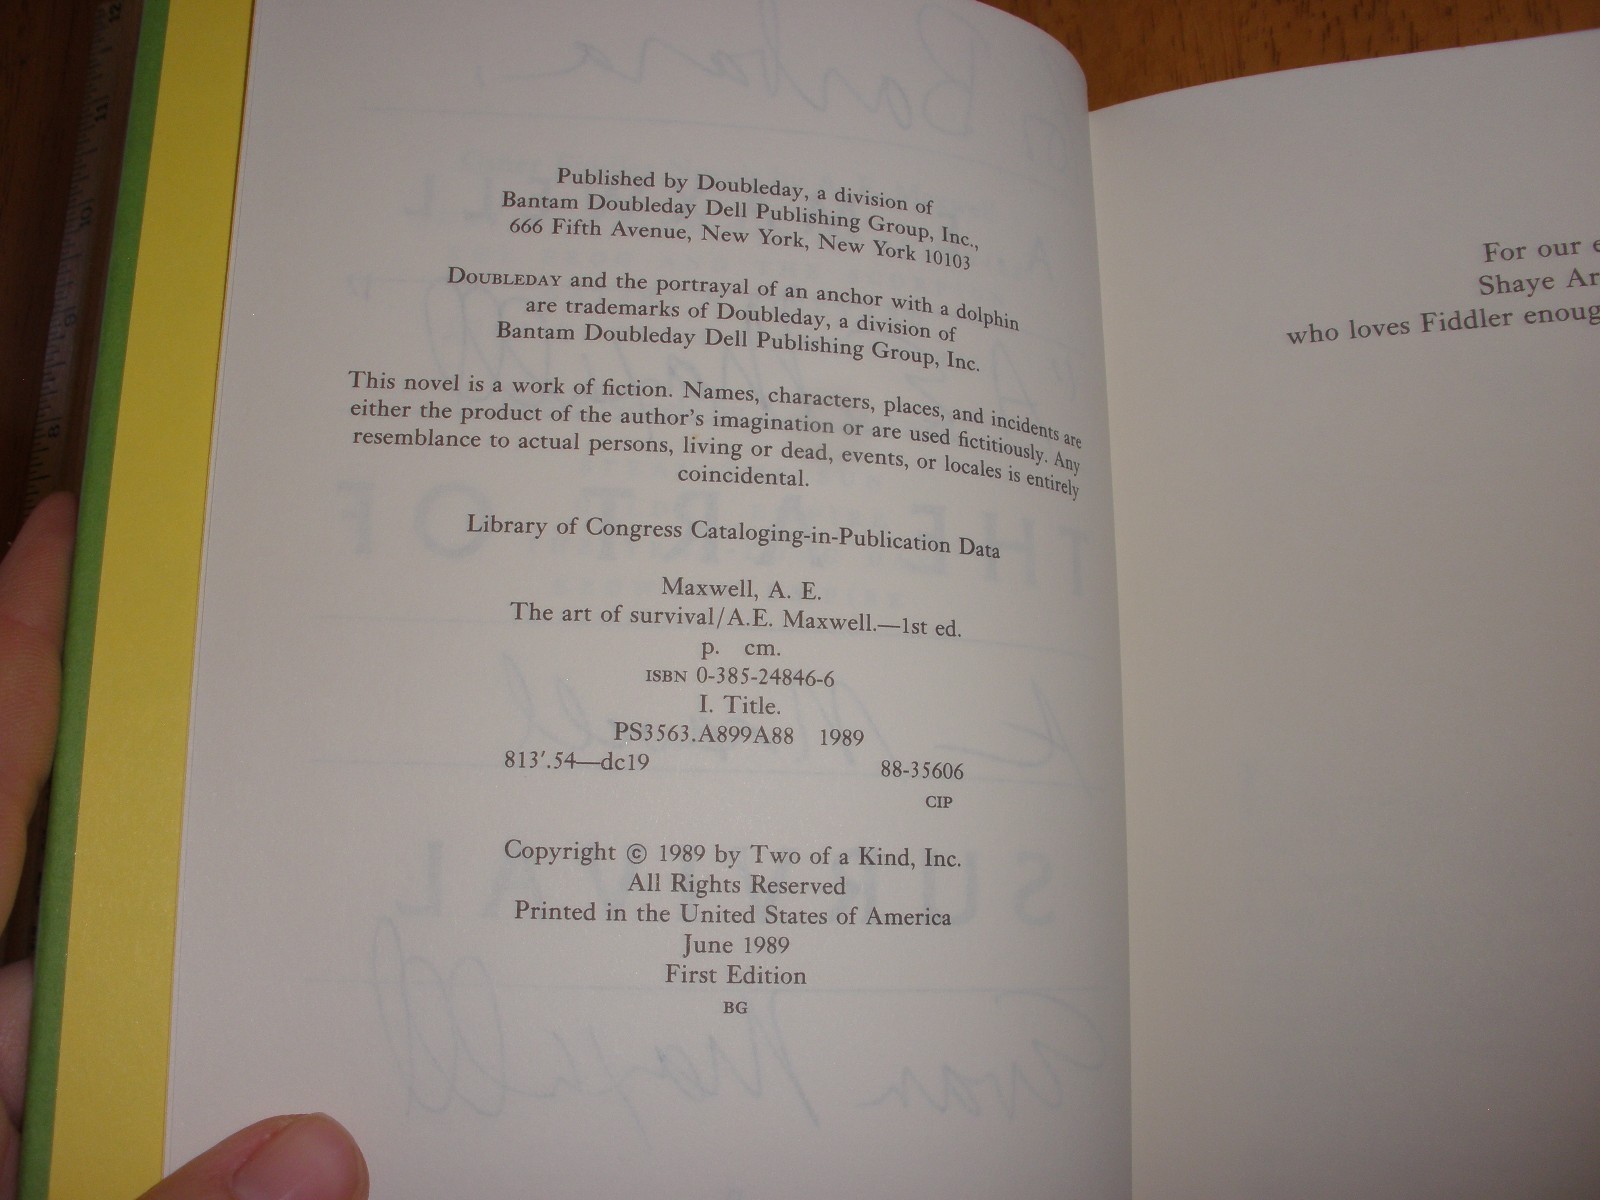 Published by Doubleday, a division of
Bantam Doubleday Dell Publishing Group, Inc.,
666 Fifth Avenue, New York, New York 10103
DOUBLEDAY and the portrayal of an anchor with a dolphin
are trademarks of Doubleday, a division of
Bantam Doubleday Dell Publishing Group, Inc.
This novel is a work of fiction. Names, characters, places, and incidents are
either the product of the author's imagination or are used fictitiously. Any
resemblance to actual persons, living or dead, events, or locales is entirely
coincidental.
Library of Congress Cataloging-in-Publication Data
Maxwell, A. E.
The art of survival/A.E. Maxwell.—1st ed.
p. cm.
ISBN 0-385-24846-6
I. Title.
PS3563.A899A88 1989
813'.54—dc19 88-35606
CIP
Copyright © 1989 by Two of a Kind, Inc.
All Rights Reserved
Printed in the United States of America
June 1989
First Edition
BG
For our
Shaye
who loves Fiddler